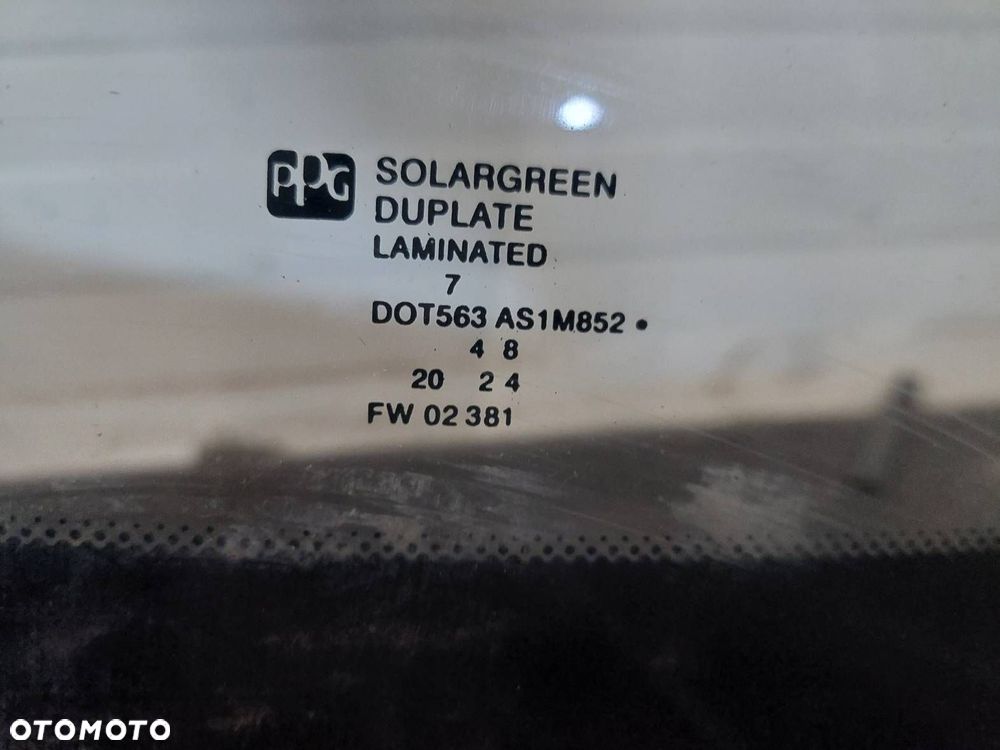 PPG SOLARGREEN
DUPLATE
LAMINATED
7
DOT563 AS1M852 •
4 8
20 2 4
FW 02 381
OTOMOTO